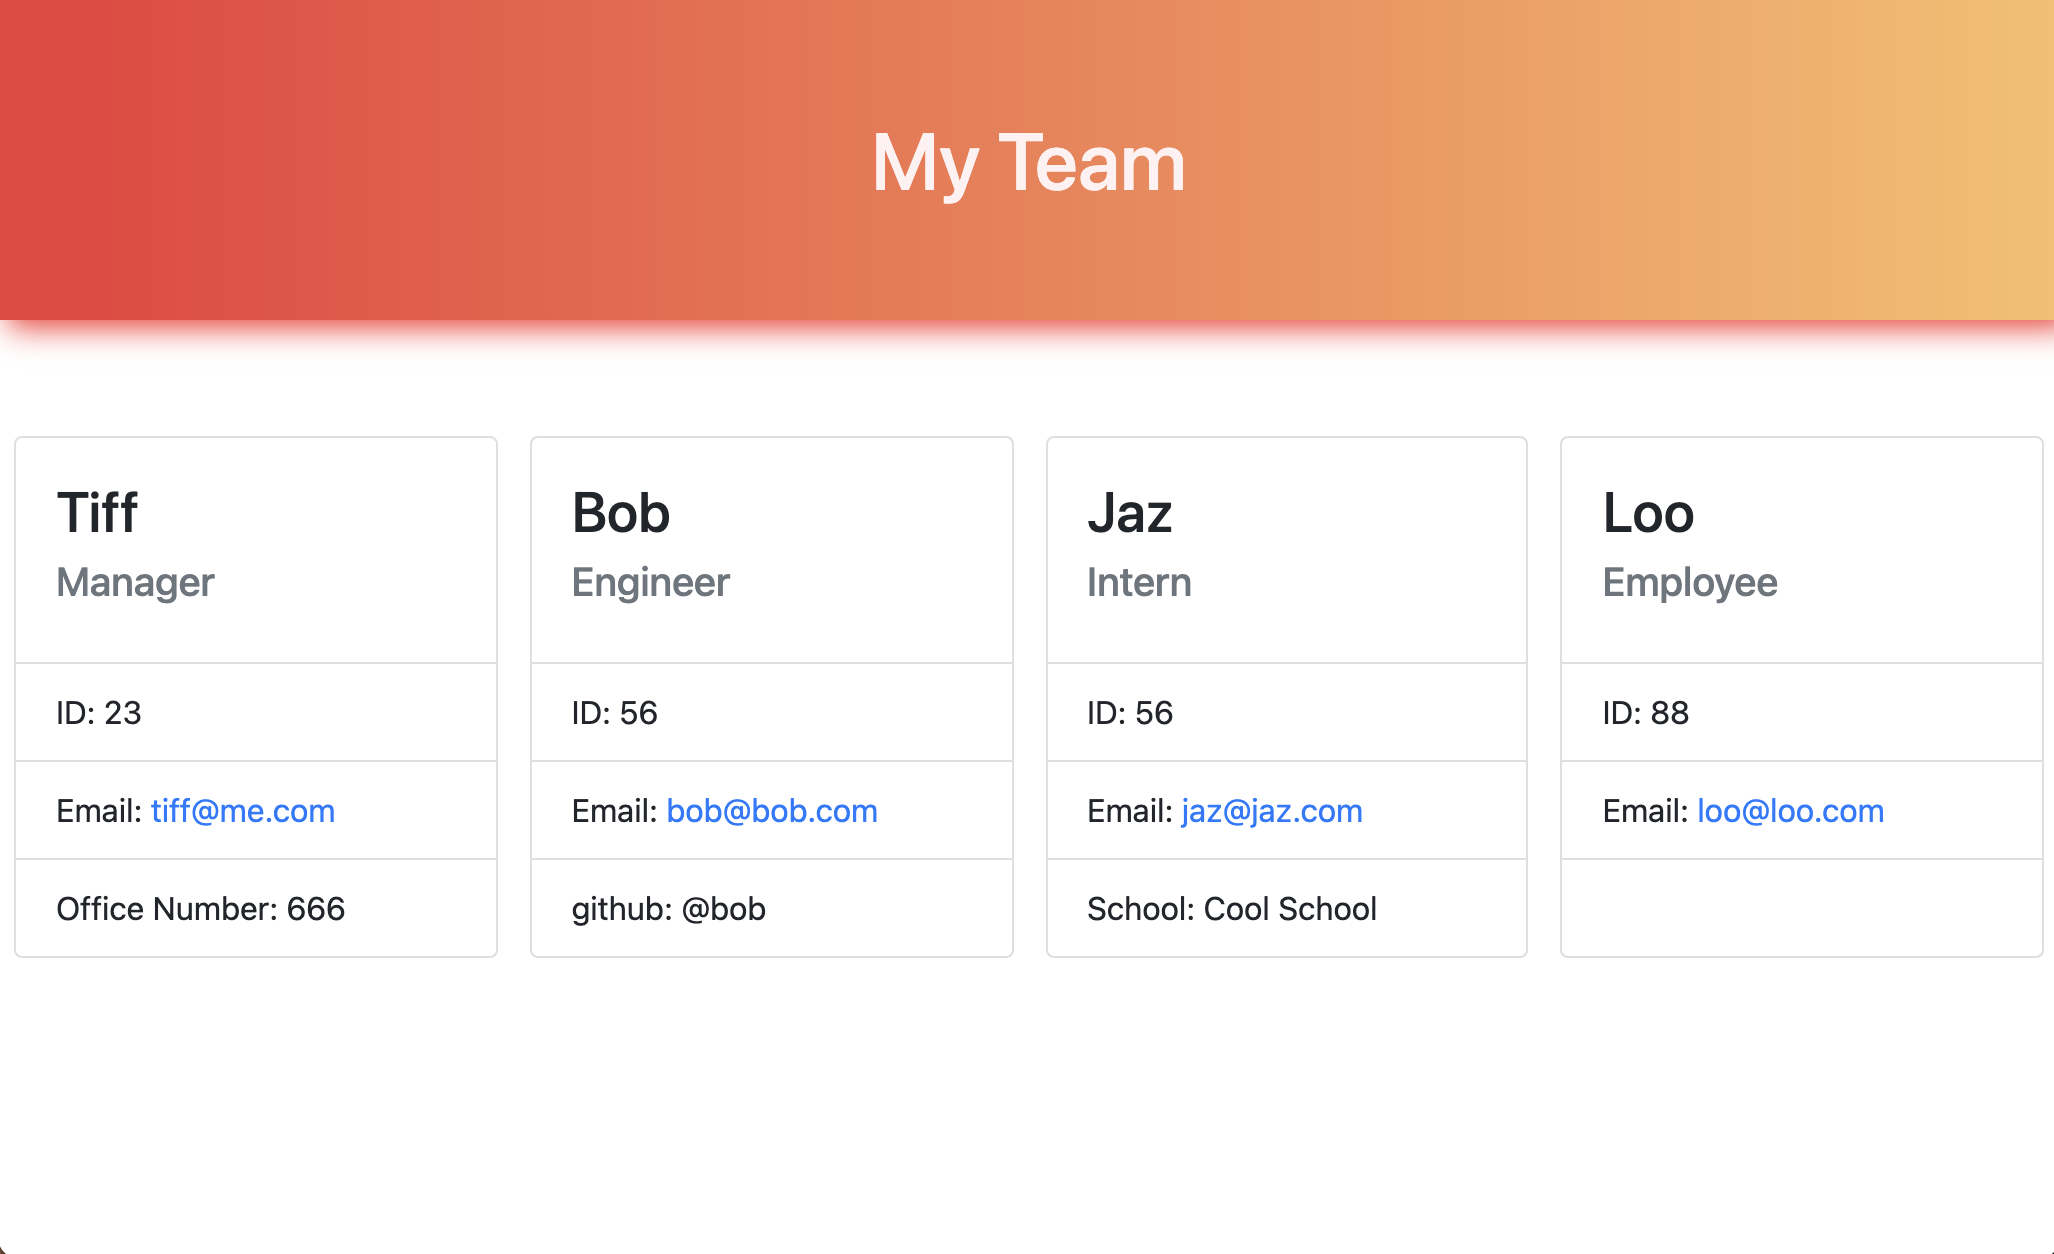 My Team
Tiff
Manager
ID: 23
Email: tiff@me.com
Office Number: 666
Bob
Engineer
ID: 56
Email: bob@bob.com
github: @bob
Jaz
Intern
ID: 56
Email: jaz@jaz.com
School: Cool School
Loo
Employee
ID: 88
Email: loo@loo.com